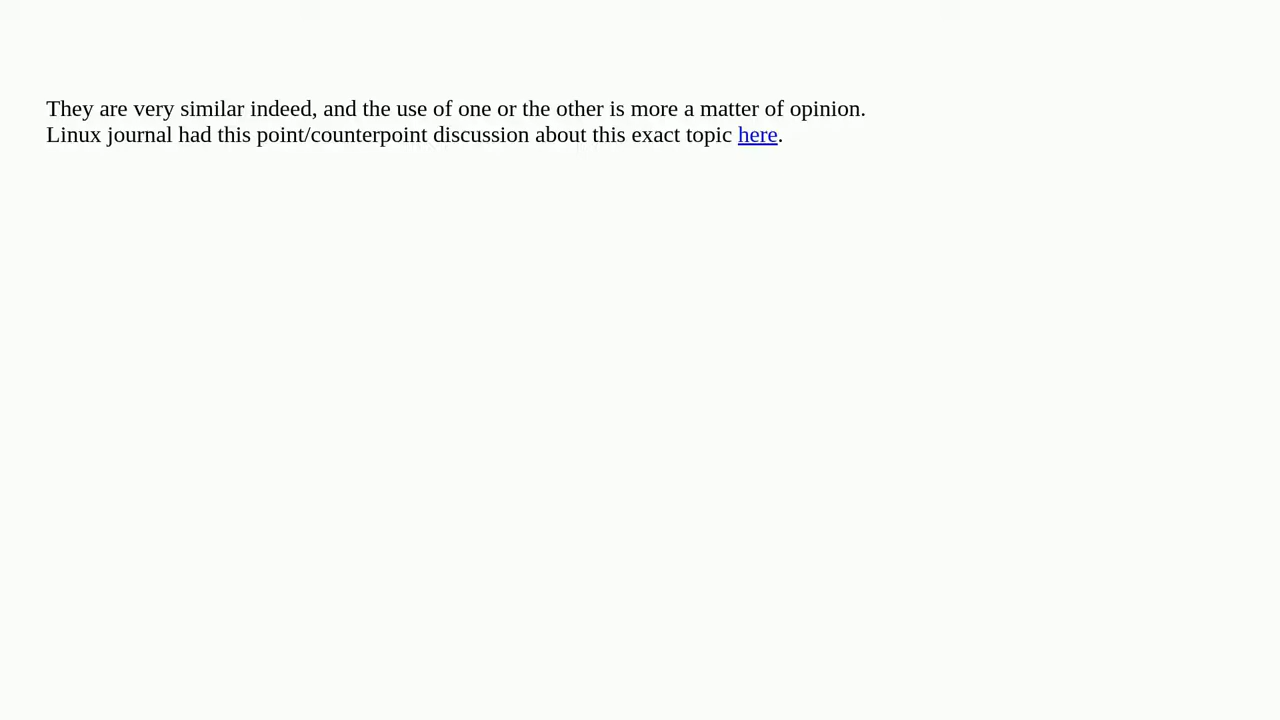 They are very similar indeed, and the use of one or the other is more a matter of opinion.
Linux journal had this point/counterpoint discussion about this exact topic here.